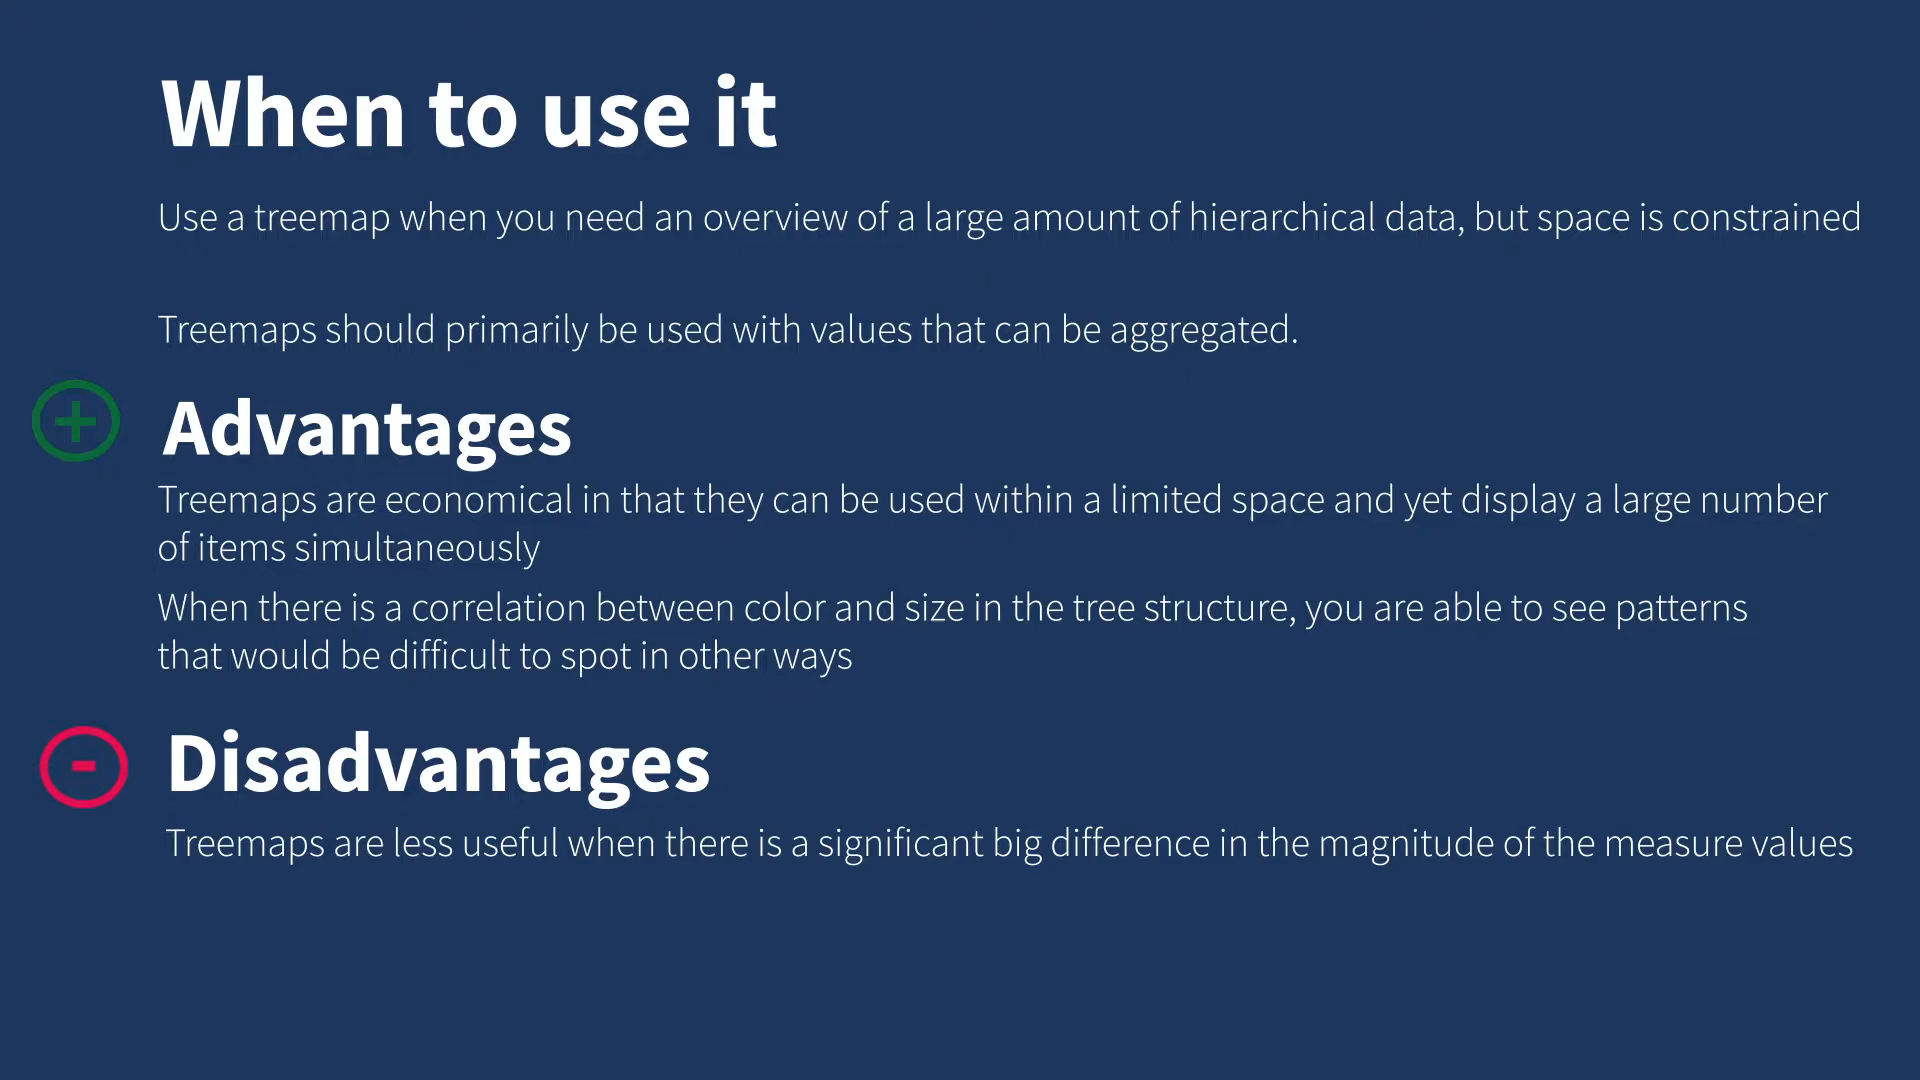 When to use it
Use a treemap when you need an overview of a large amount of hierarchical data, but space is constrained
Treemaps should primarily be used with values that can be aggregated.
Advantages
Treemaps are economical in that they can be used within a limited space and yet display a large number
of items simultaneously
When there is a correlation between color and size in the tree structure, you are able to see patterns
that would be difficult to spot in other ways
Disadvantages
Treemaps are less useful when there is a significant big difference in the magnitude of the measure values